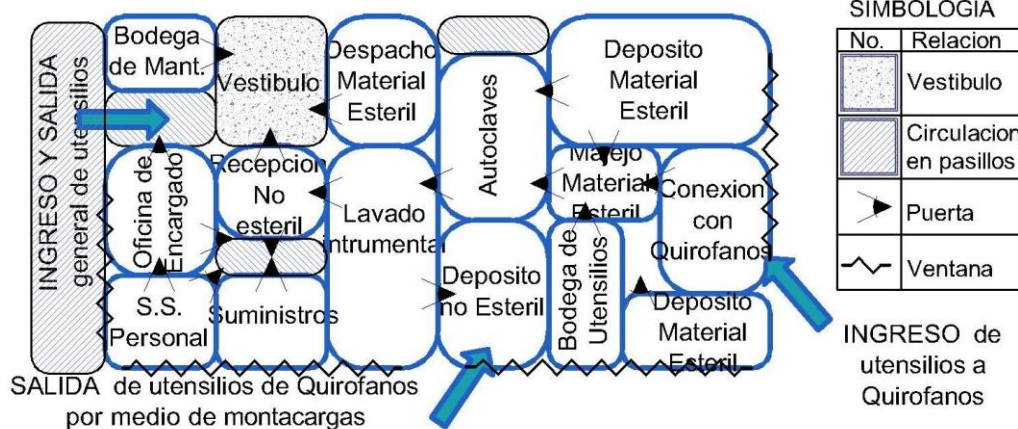 INGRESO Y SALIDA
general de utensilios
Bodega
de Mant.
Vestibulo
Despacho
Material
Esteril
Autoclaves
Deposito
Material
Esteril
Oficina de
Encargado
Recepcion
No
esteril
Lavado
intrumental
Marejo
Material
Esteril
Conexion
con
Quirofanos
S.S.
Personal
Suministros
Deposito
no Esteril
Bodega de
Utensilios
Deposito
Material
Esteril
SALIDA de utensilios de Quirofanos
por medio de montacargas
SIMBOLOGIA
No. Relacion
Vestibulo
Circulacion
en pasillos
Puerta
Ventana
INGRESO de
utensilios a
Quirofanos